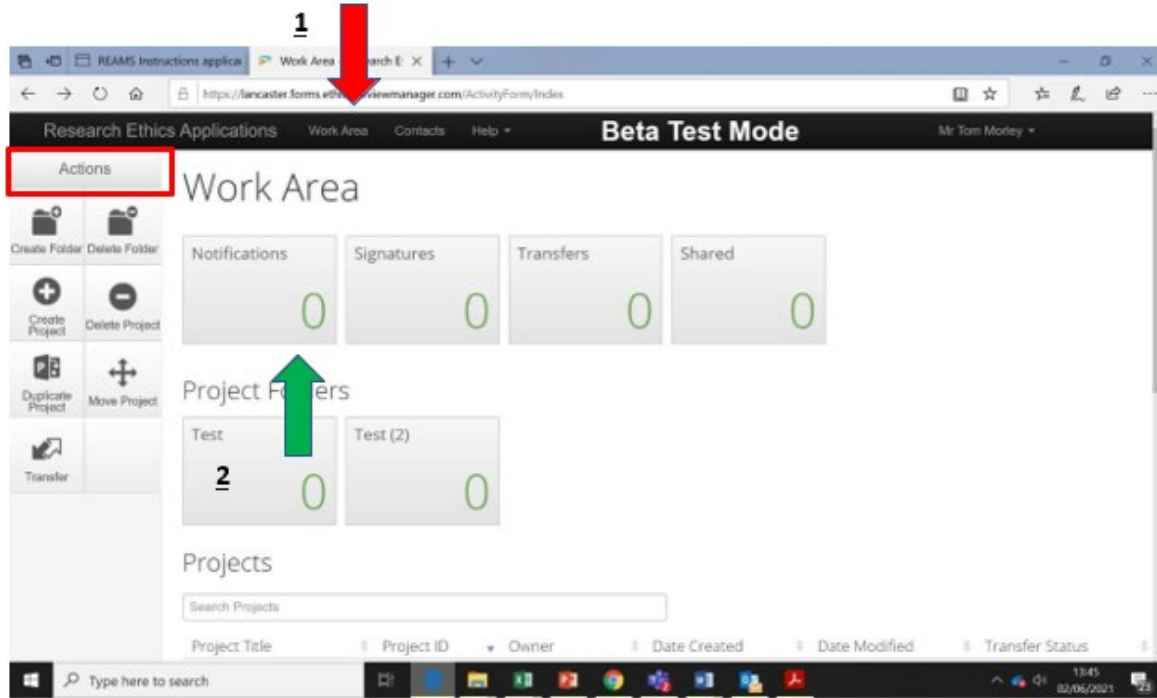 1
REAMS Instructions applica
Work Area
arch E
https://lancaster.forms.eth
viewmanager.com/ActivityForm/Index
Research Ethics Applications Work Area Contacts Help Beta Test Mode Mr Tom Morley
Actions
Work Area
Create Folder Delete Folder
Notifications Signatures Transfers Shared
0 0 0 0
Create Project Delete Project
Duplicate Project Move Project
Project F ers
Transfer
Test Test (2)
2
0 0
Projects
Search Projects
Project Title Project ID Owner Date Created Date Modified Transfer Status
Type here to search
13:45
02/06/2021
23